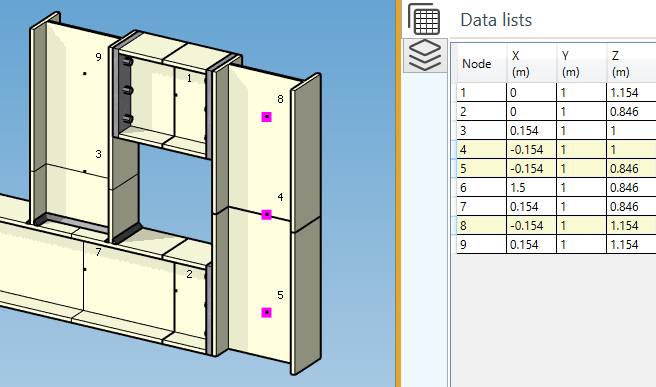 Data lists
Node X (m) Y (m) Z (m)
1 0 1 1.154
2 0 1 0.846
3 0.154 1 1
4 -0.154 1 1
5 -0.154 1 0.846
6 1.5 1 0.846
7 0.154 1 0.846
8 -0.154 1 1.154
9 0.154 1 1.154
9
1
8
3
4
7
2
5